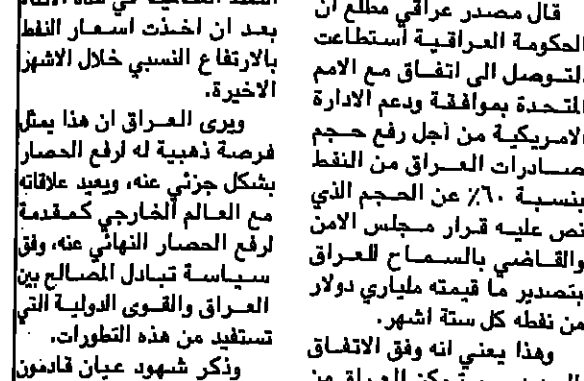 قال مصدر عراقي مطلع ان
الحكومة العراقية استطاعت
التوصل الى اتفاق مع الامم
المتحدة بموافقة ودعم الادارة
الامريكية من أجل رفع حجم
صادرات العراق من النفط
بنسبة ٦٠٪ عن الحجم الذي
نص عليه قرار مجلس الامن
والقاضي بالسماح للعراق
بتصدير ما قيمته ملياري دولار
من نفطه كل ستة اشهر.
وهذا يعني انه وفق الاتفاق
العراق من
بعد ان اخذت اسعار النفط
بالارتفاع النسبي خلال الاشهر
الاخيرة.
ويرى العراق ان هذا يمثل
فرصة ذهبية له لرفع الحصار
بشكل جزئي عنه، ويعيد علاقاته
مع العالم الخارجي كمقدمة
لرفع الحصار النهائي عنه، وفق
سياسة تبادل المصالح بين
العراق والقوى الدولية التي
تستفيد من هذه التطورات.
وذكر شهود عيان قادمون